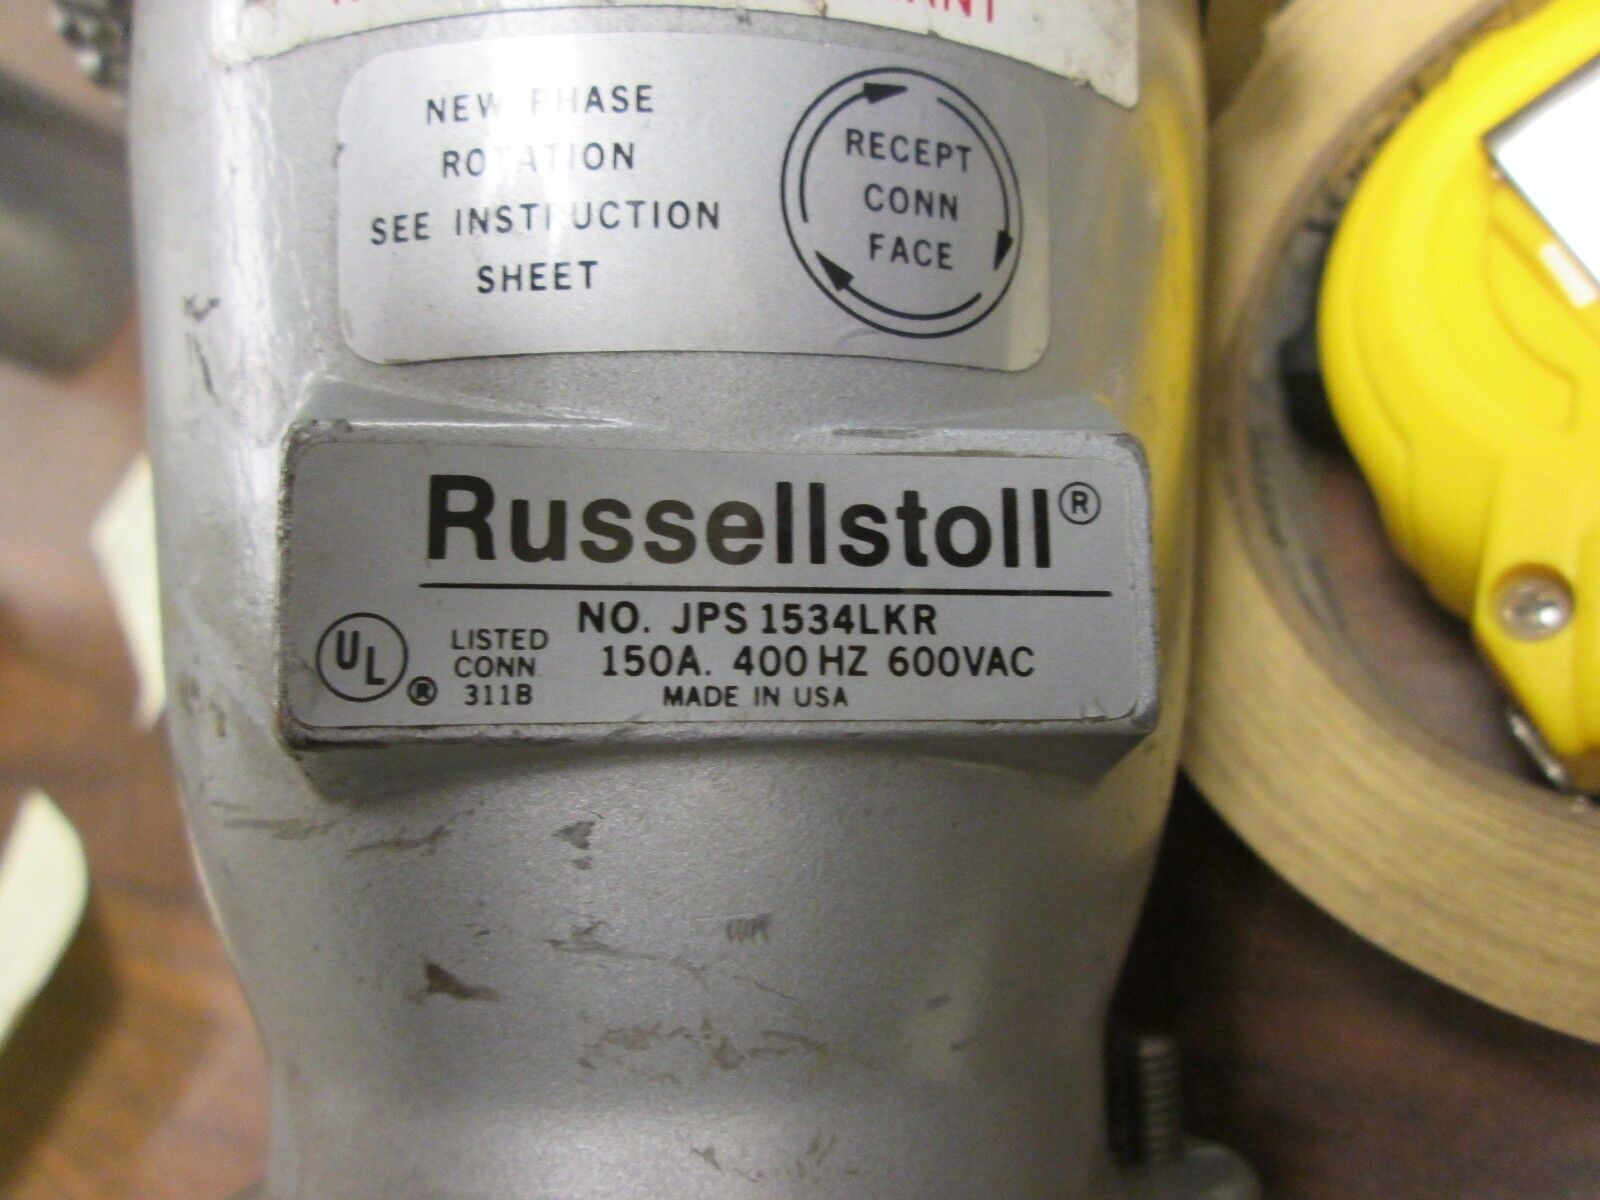 NEW PHASE
ROTATION
SEE INSTRUCTION
SHEET
RECEPT
CONN
FACE
Russellstoll®
UL ®
LISTED
CONN
311B
NO. JPS 1534LKR
150A. 400 HZ 600VAC
MADE IN USA